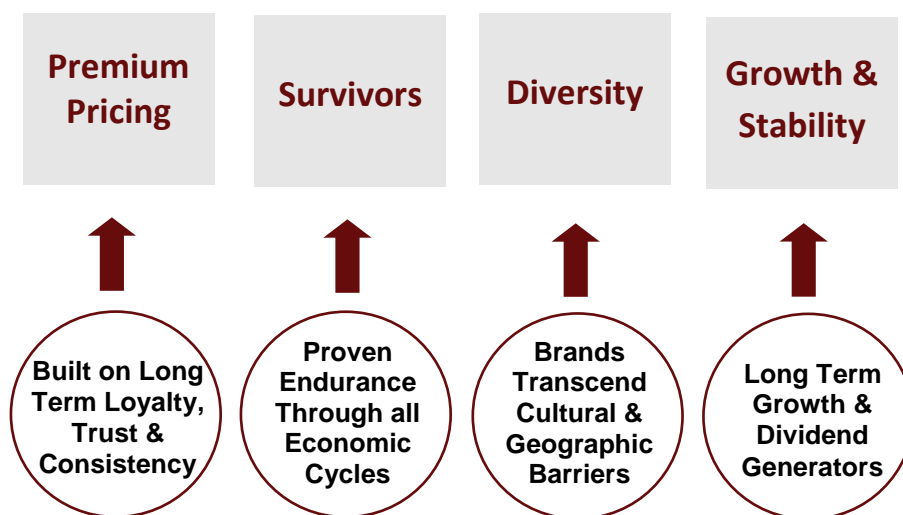 Premium
Pricing
Survivors
Diversity
Growth &
Stability
Built on Long
Term Loyalty,
Trust &
Consistency
Proven
Endurance
Through all
Economic
Cycles
Brands
Transcend
Cultural &
Geographic
Barriers
Long Term
Growth &
Dividend
Generators